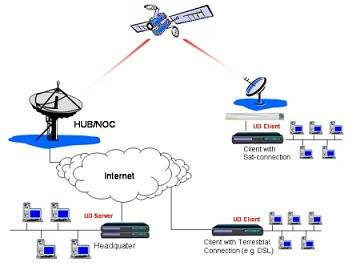 HUB/NOC
UD Client
Client with
Sat-connection
Internet
UD Server
Headquater
UD Client
Client with Terrestrial
Connection (e.g. DSL)